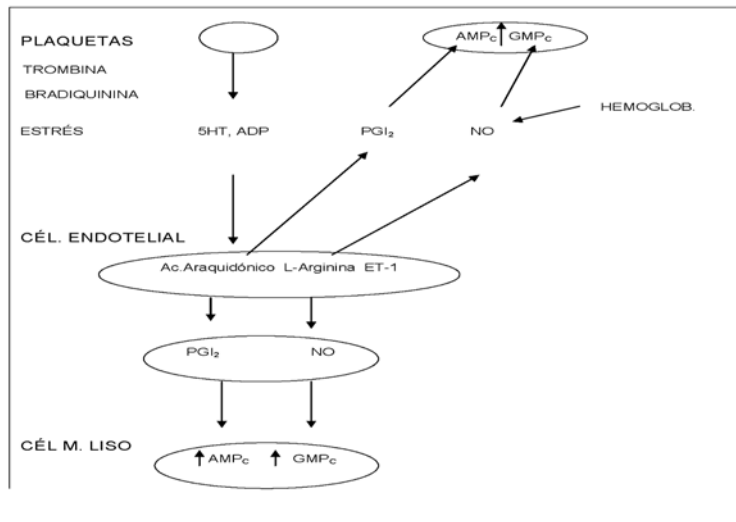 PLAQUETAS
AMPc GMPc
TROMBINA
BRADIQUININA
HEMOGLOB.
ESTRÉS 5HT, ADP PGI₂ NO
CÉL. ENDOTELIAL
Ac.Araquidónico L-Arginina ET-1
PGI₂ NO
CÉL M. LISO
AMPc GMPc